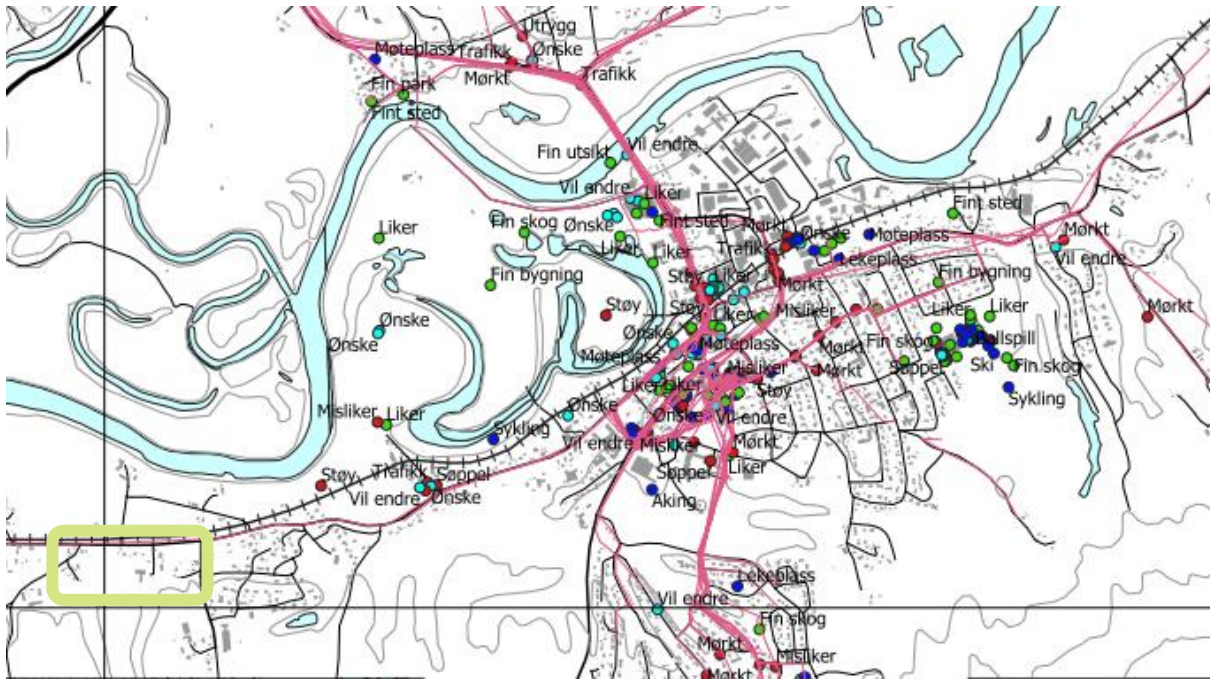 Utrygg
Møteplass
Trafikk
Ønske
Mørkt
Trafikk
Fin park
Fint sted
Vil endre
Fin utsikt
Vil endre
Liker
Fint sted
Fin skog
Ønske
Fint sted
Liker
Mørkt
Ønske
Møteplass
Mørkt
Liker
Liker
Trafikk
Lekeplass
Vil endre
Fin bygning
Støy
Liker
Mørkt
Fin bygning
Støy
Støy
Liker
Misliker
Liker
Liker
Mørkt
Ønske
Ønske
Møteplass
Møteplass
Mørkt
Fin skog
Ballspill
Misliker
Mørkt
Søppel
Ski
Fin skog
Liker
Liker
Støy
Sykling
Misliker
Liker
Ønske
Ønske
Vil endre
Sykling
Vil endre
Misliker
Mørkt
Støy
Trafikk
Søppel
Søppel
Liker
Vil endre
Ønske
Aking
Lekeplass
Vil endre
Fin skog
Mørkt
Misliker
Mørkt